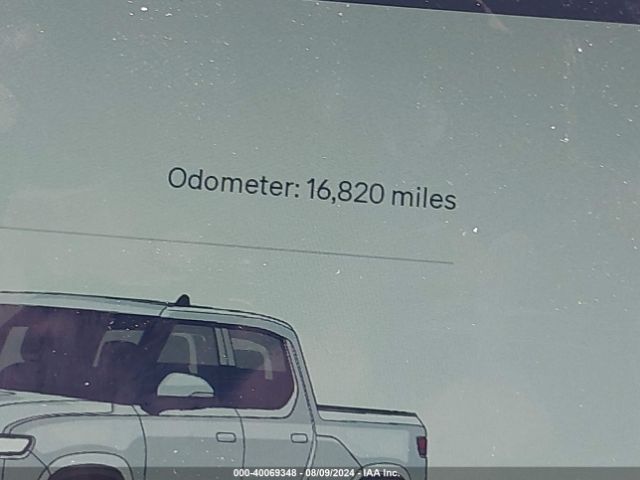 Odometer: 16,820 miles
000-40069348 - 08/09/2024 - IAA Inc.